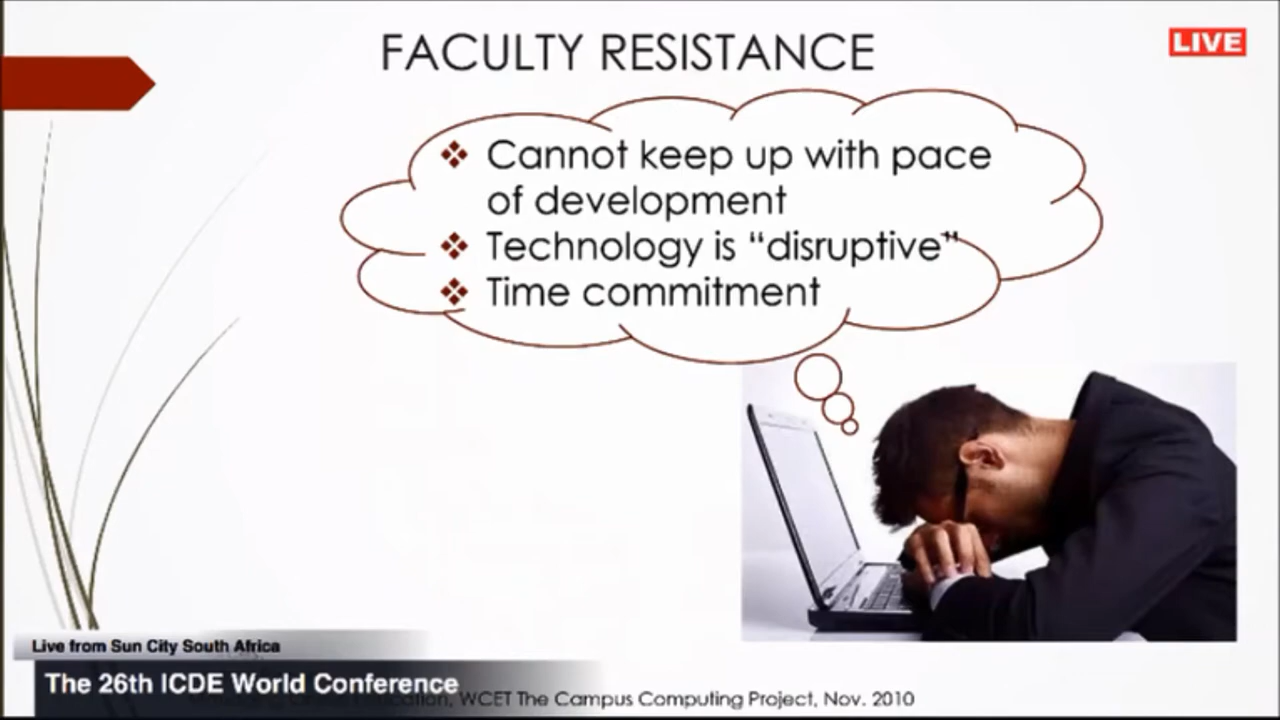 FACULTY RESISTANCE
LIVE
Cannot keep up with pace
of development
Technology is “disruptive”
Time commitment
Live from Sun City South Africa
The 26th ICDE World Conference
WCET The Campus Computing Project, Nov. 2010